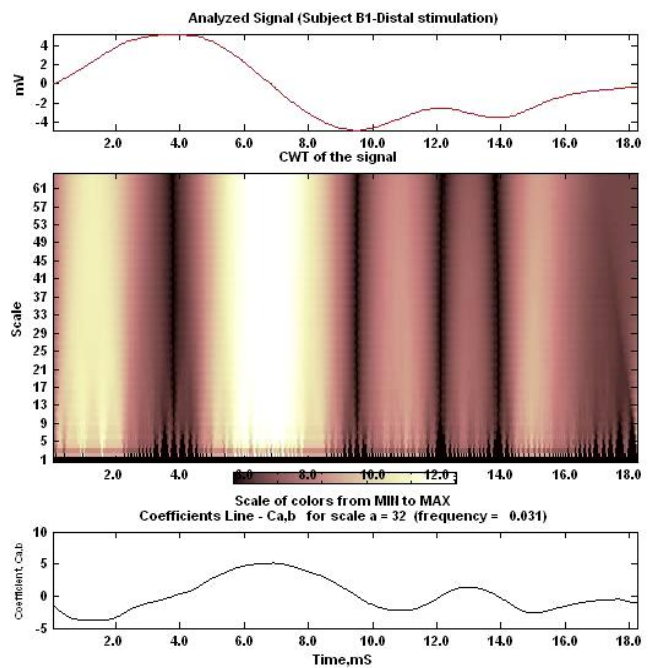 Analyzed Signal (Subject B1-Distal stimulation)
mV
4
2
0
-2
-4
2.0 4.0 6.0 8.0 10.0 12.0 14.0 16.0 18.0
CWT of the signal
Scale
61
57
53
49
45
41
37
33
29
25
21
17
13
9
5
1
2.0 4.0 6.0 8.0 10.0 12.0 14.0 16.0 18.0
Scale of colors from MIN to MAX
Coefficients Line - Ca,b for scale a = 32 (frequency = 0.031)
Coefficient, Ca,b
10
5
0
-5
2.0 4.0 6.0 8.0 10.0 12.0 14.0 16.0 18.0
Time,mS